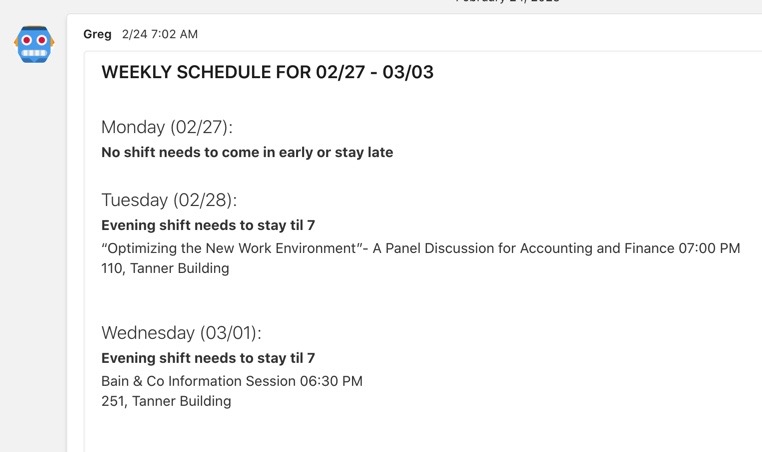 Greg 2/24 7:02 AM
WEEKLY SCHEDULE FOR 02/27 - 03/03
Monday (02/27):
No shift needs to come in early or stay late
Tuesday (02/28):
Evening shift needs to stay til 7
“Optimizing the New Work Environment”- A Panel Discussion for Accounting and Finance 07:00 PM
110, Tanner Building
Wednesday (03/01):
Evening shift needs to stay til 7
Bain & Co Information Session 06:30 PM
251, Tanner Building